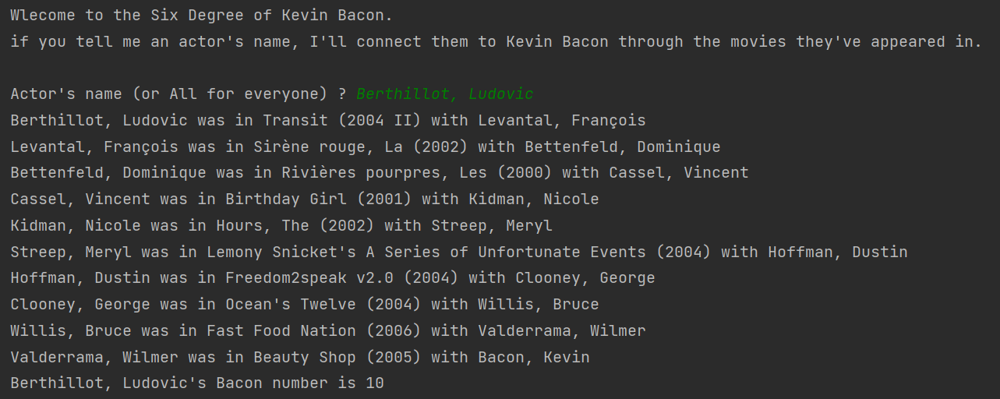 Wlecome to the Six Degree of Kevin Bacon.
if you tell me an actor's name, I'll connect them to Kevin Bacon through the movies they've appeared in.
Actor's name (or All for everyone) ? Berthillot, Ludovic
Berthillot, Ludovic was in Transit (2004 II) with Levantal, François
Levantal, François was in Sirène rouge, La (2002) with Bettenfeld, Dominique
Bettenfeld, Dominique was in Rivières pourpres, Les (2000) with Cassel, Vincent
Cassel, Vincent was in Birthday Girl (2001) with Kidman, Nicole
Kidman, Nicole was in Hours, The (2002) with Streep, Meryl
Streep, Meryl was in Lemony Snicket's A Series of Unfortunate Events (2004) with Hoffman, Dustin
Hoffman, Dustin was in Freedom2speak v2.0 (2004) with Clooney, George
Clooney, George was in Ocean's Twelve (2004) with Willis, Bruce
Willis, Bruce was in Fast Food Nation (2006) with Valderrama, Wilmer
Valderrama, Wilmer was in Beauty Shop (2005) with Bacon, Kevin
Berthillot, Ludovic's Bacon number is 10